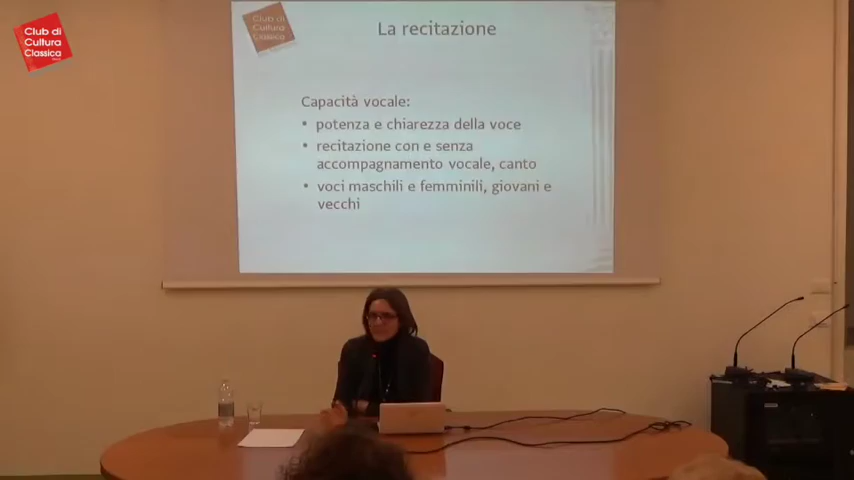 Club di
Cultura
Classica
Club di
Cultura
Classica
La recitazione
Capacità vocale:
• potenza e chiarezza della voce
• recitazione con e senza
accompagnamento vocale, canto
• voci maschili e femminili, giovani e
vecchi